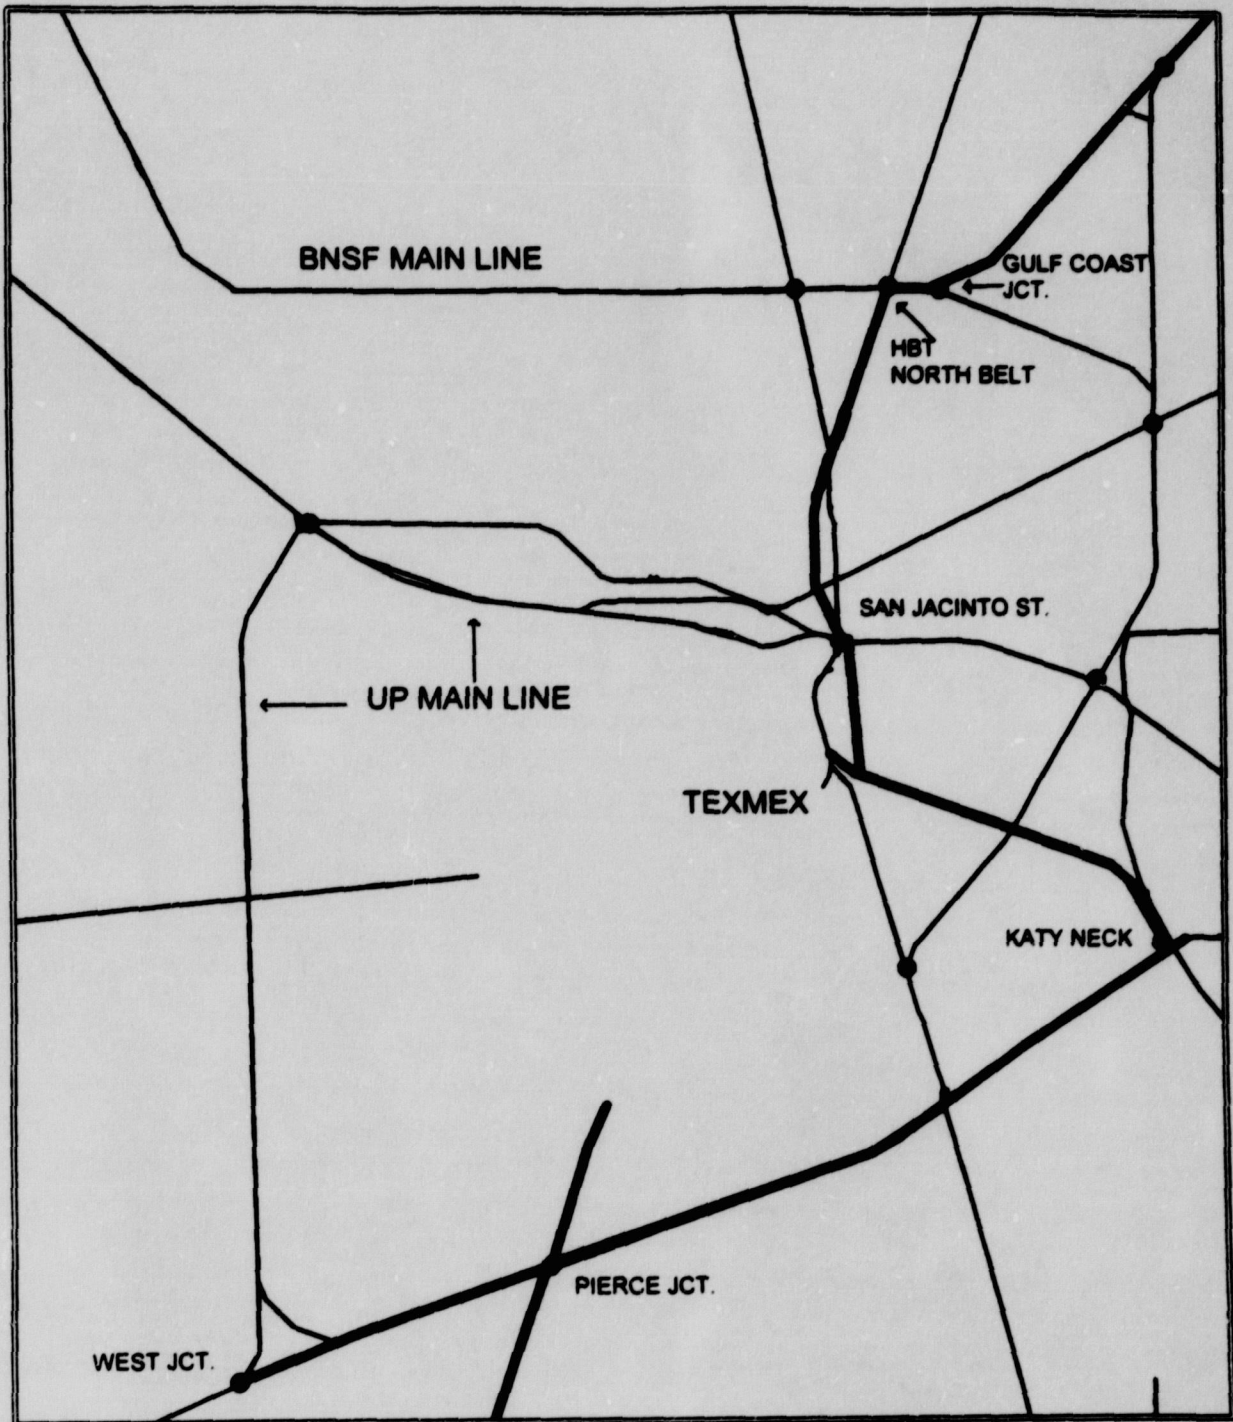 BNSF MAIN LINE
GULF COAST
JCT.
HBT
NORTH BELT
SAN JACINTO ST.
UP MAIN LINE
TEXMEX
KATY NECK
PIERCE JCT.
WEST JCT.